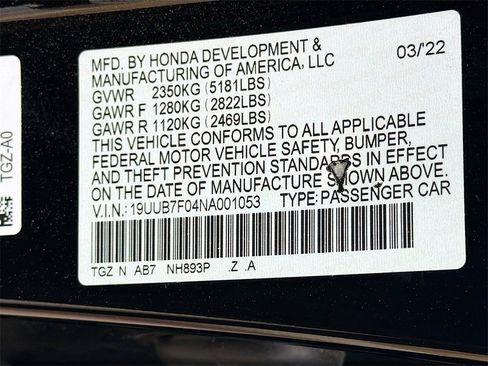 MFD. BY HONDA DEVELOPMENT &
MANUFACTURING OF AMERICA, LLC 03/22
GVWR 2350KG (5181LBS)
GAWR F 1280KG (2822LBS)
GAWR R 1120KG (2469LBS)
THIS VEHICLE CONFORMS TO ALL APPLICABLE
FEDERAL MOTOR VEHICLE SAFETY, BUMPER,
AND THEFT PREVENTION STANDARDS IN EFFECT
ON THE DATE OF MANUFACTURE SHOWN ABOVE.
V.I.N.: 19UUB7F04NA001053 TYPE: PASSENGER CAR
TGZ N AB7 NH893P .Z .A
TGZ-A0